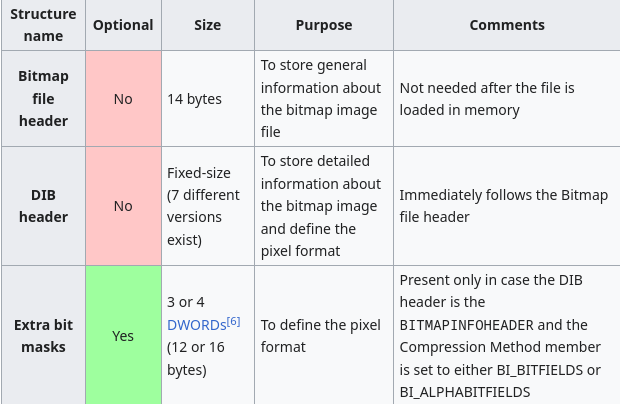 Structure name
Optional
Size
Purpose
Comments
Bitmap
file
header
No
14 bytes
To store general
information about
the bitmap image
file
Not needed after the file is
loaded in memory
DIB
header
No
Fixed-size
(7 different
versions
exist)
To store detailed
information about
the bitmap image
and define the
pixel format
Immediately follows the Bitmap
file header
Extra bit
masks
Yes
3 or 4
DWORDs[6]
(12 or 16
bytes)
To define the pixel
format
Present only in case the DIB
header is the
BITMAPINFOHEADER and the
Compression Method member
is set to either BI_BITFIELDS or
BI_ALPHABITFIELDS